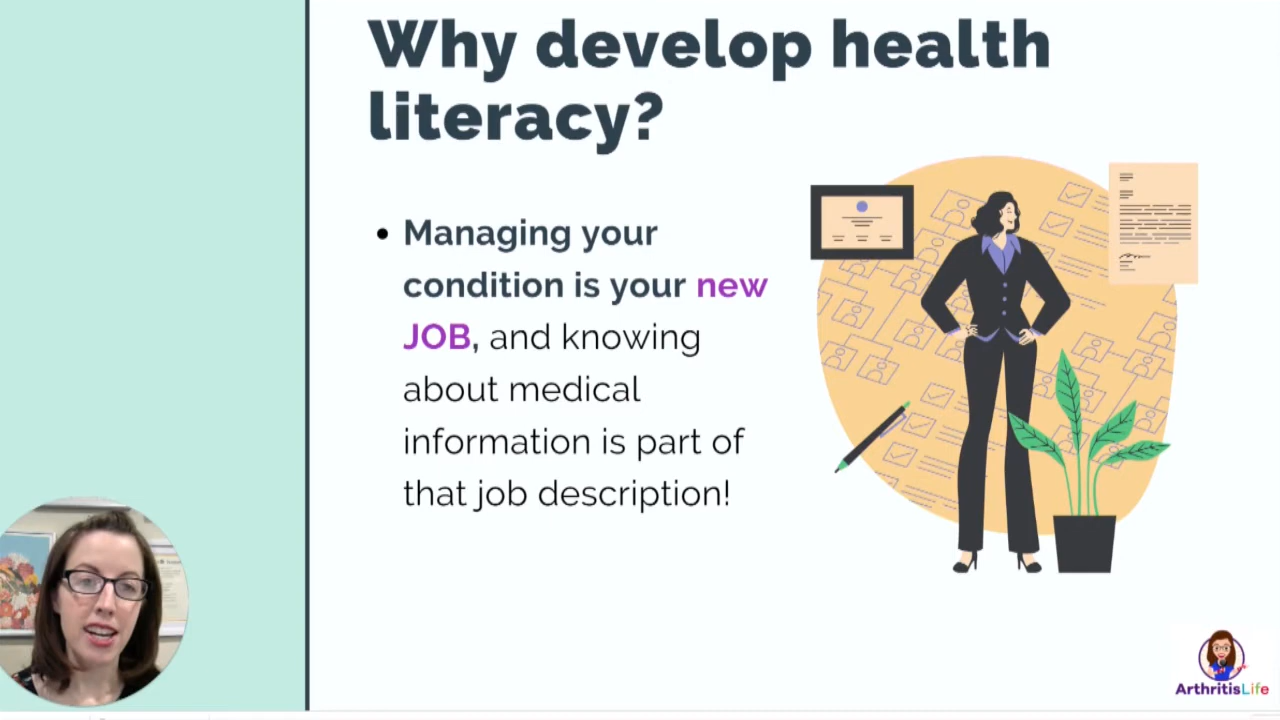 Why develop health
literacy?
• Managing your
condition is your new
JOB, and knowing
about medical
information is part of
that job description!
ArthritisLife